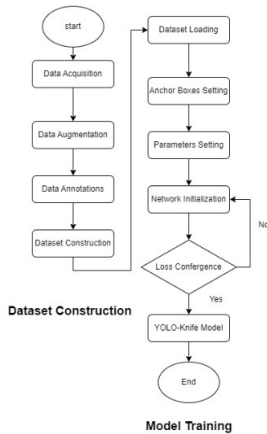 start
Data Acquisition
Data Augmentation
Data Annotations
Dataset Construction
Dataset Construction
Dataset Loading
Anchor Boxes Setting
Parameters Setting
Network Initialization
No
Loss Confergence
Yes
YOLO-Knife Model
End
Model Training